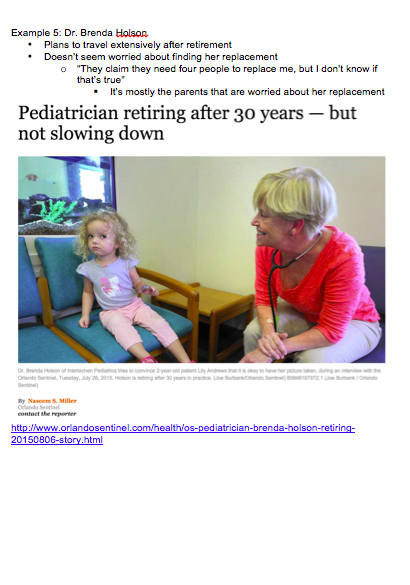 Example 5: Dr. Brenda Holson
Plans to travel extensively after retirement
Doesn't seem worried about finding her replacement
"They claim they need four people to replace me, but I don't know if
that's true"
It's mostly the parents that are worried about her replacement
Pediatrician retiring after 30 years — but
not slowing down
Dr. Brenda Holson of Interlachen Pediatrics tries to convince 2-year-old patient Lily Andrews that it is okay to have her picture taken, during an interview with the
Orlando Sentinel, Tuesday, July 28, 2015. Holson is retiring after 30 years in practice. (Joe Burbank/Orlando Sentinel) (Joe Burbank / Orlando
Sentinel)
By Naseem S. Miller
Orlando Sentinel
contact the reporter
http://www.orlandosentinel.com/health/os-pediatrician-brenda-holson-retiring-
20150806-story.html